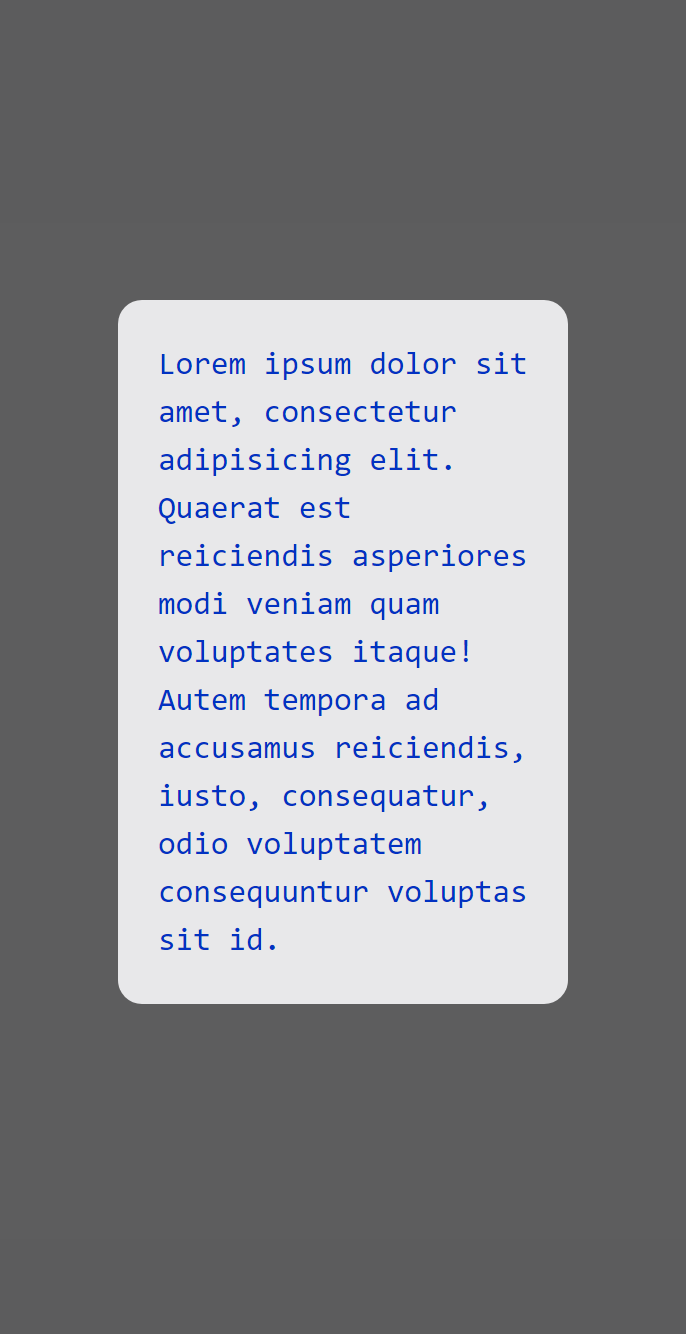 Lorem ipsum dolor sit
amet, consectetur
adipisicing elit.
Quaerat est
reiciendis asperiores
modi veniam quam
voluptates itaque!
Autem tempora ad
accusamus reiciendis,
iusto, consequatur,
odio voluptatem
consequuntur voluptas
sit id.